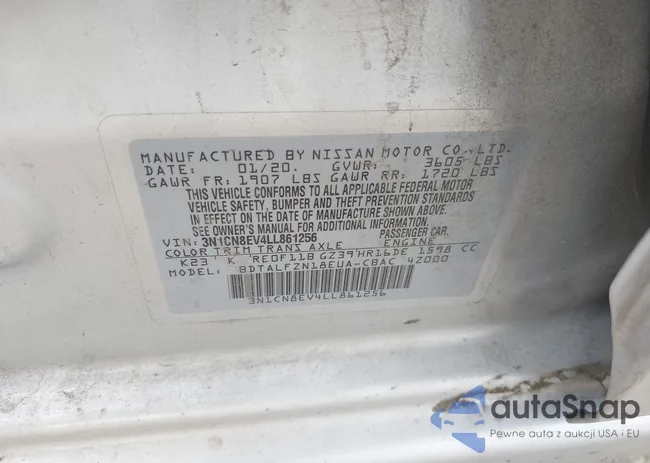 MANUFACTURED BY NISSAN MOTOR CO.,LTD.
DATE: 01/20. GVWR: 3605 LBS
GAWR FR: 1907 LBS GAWR RR: 1720 LBS
THIS VEHICLE CONFORMS TO ALL APPLICABLE FEDERAL MOTOR
VEHICLE SAFETY, BUMPER AND THEFT PREVENTION STANDARDS
IN EFFECT ON THE DATE OF MANUFACTURE SHOWN ABOVE.
SEE OWNER'S MANUAL FOR ADDITIONAL INFORMATION.
VIN: 3N1CN8EV4LL861256 PASSENGER CAR
COLOR TRIM TRANS AXLE ENGINE
K23 K RE0F11B GZ39 HR16DE 1598 CC
MODEL: BDTALFZN18EUA-CBAC 4Z000
3N1CN8EV4LL861256
autoSnap
Pewne auta z aukcji USA i EU